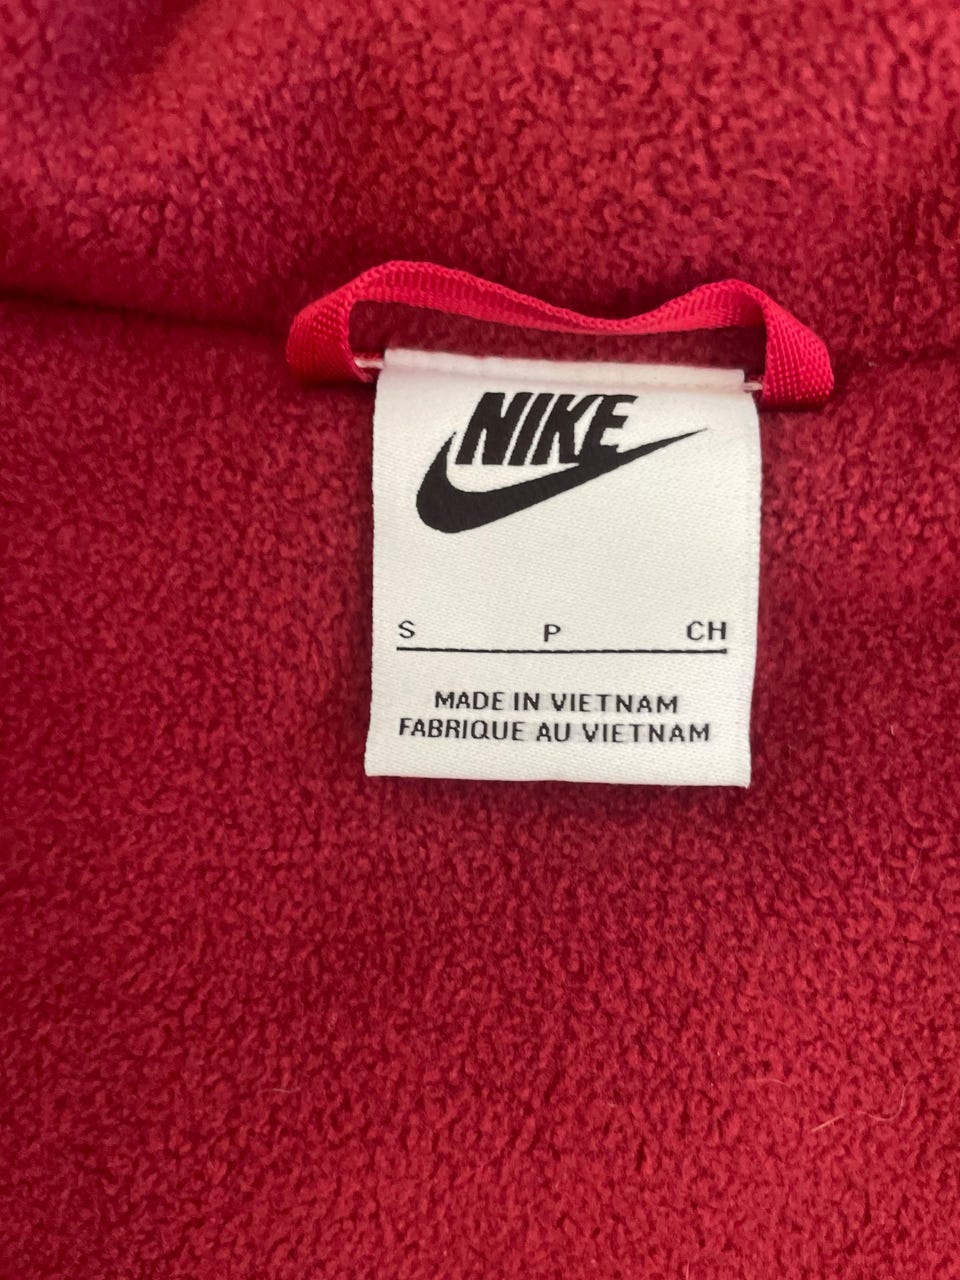 NIKE
S P CH
MADE IN VIETNAM
FABRIQUE AU VIETNAM